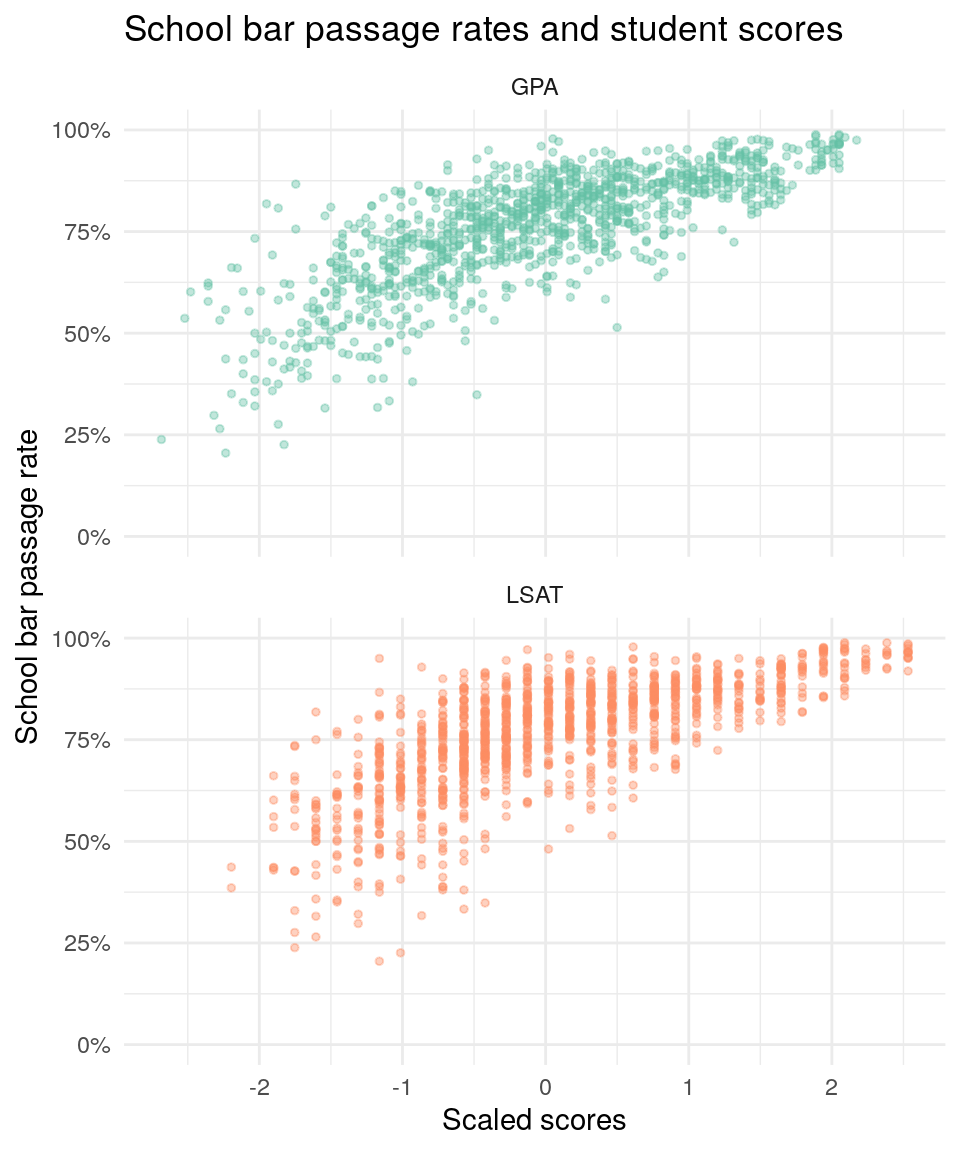 School bar passage rates and student scores
GPA
100%
75%
50%
25%
0%
School bar passage rate
LSAT
100%
75%
50%
25%
0%
-2 -1 0 1 2
Scaled scores